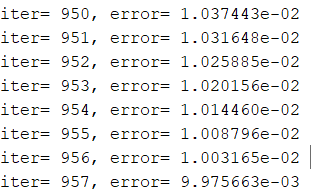 iter= 950, error= 1.037443e-02
iter= 951, error= 1.031648e-02
iter= 952, error= 1.025885e-02
iter= 953, error= 1.020156e-02
iter= 954, error= 1.014460e-02
iter= 955, error= 1.008796e-02
iter= 956, error= 1.003165e-02
iter= 957, error= 9.975663e-03